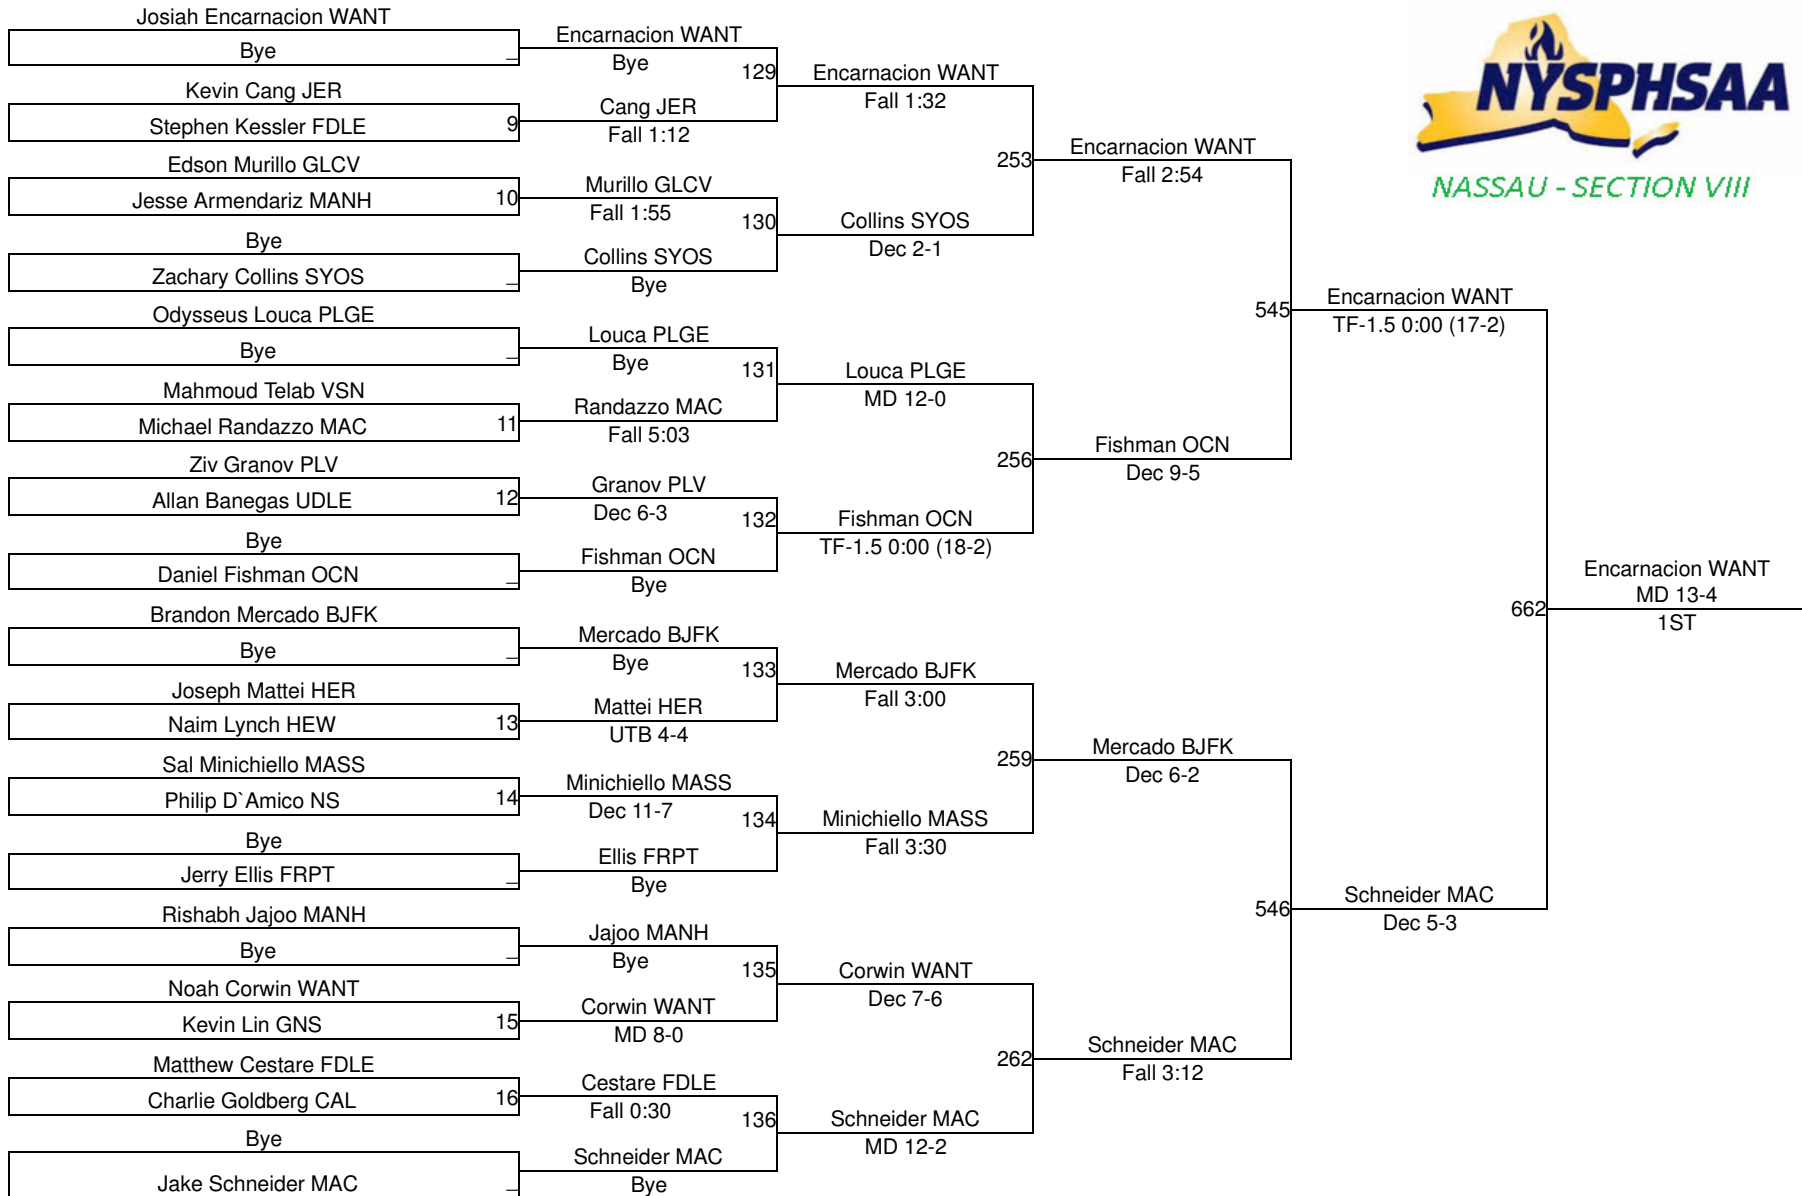 Josiah Encarnacion WANT
Bye
_
Kevin Cang JER
Stephen Kessler FDLE
9
Edson Murillo GLCV
Jesse Armendariz MANH
10
Bye
Zachary Collins SYOS
_
Odysseus Louca PLGE
Bye
_
Mahmoud Telab VSN
Michael Randazzo MAC
11
Ziv Granov PLV
Allan Banegas UDLE
12
Bye
Daniel Fishman OCN
_
Brandon Mercado BJFK
Bye
_
Joseph Mattei HER
Naim Lynch HEW
13
Sal Minichiello MASS
Philip D`Amico NS
14
Bye
Jerry Ellis FRPT
_
Rishabh Jajoo MANH
Bye
_
Noah Corwin WANT
Kevin Lin GNS
15
Matthew Cestare FDLE
Charlie Goldberg CAL
16
Bye
Jake Schneider MAC
_
Encarnacion WANT
Bye
129
Cang JER
Fall 1:12
Murillo GLCV
Fall 1:55
130
Collins SYOS
Bye
Louca PLGE
Bye
131
Randazzo MAC
Fall 5:03
Granov PLV
Dec 6-3
132
Fishman OCN
Bye
Mercado BJFK
Bye
133
Mattei HER
UTB 4-4
Minichiello MASS
Dec 11-7
134
Ellis FRPT
Bye
Jajoo MANH
Bye
135
Corwin WANT
MD 8-0
Cestare FDLE
Fall 0:30
136
Schneider MAC
Bye
Encarnacion WANT
Fall 1:32
253
Collins SYOS
Dec 2-1
Louca PLGE
MD 12-0
256
Fishman OCN
TF-1.5 0:00 (18-2)
Mercado BJFK
Fall 3:00
259
Minichiello MASS
Fall 3:30
Corwin WANT
Dec 7-6
262
Schneider MAC
MD 12-2
Encarnacion WANT
Fall 2:54
545
Fishman OCN
Dec 9-5
Mercado BJFK
Dec 6-2
546
Schneider MAC
Fall 3:12
Encarnacion WANT
TF-1.5 0:00 (17-2)
662
Schneider MAC
Dec 5-3
Encarnacion WANT
MD 13-4
1ST
NYSPHSAA
NASSAU - SECTION VIII